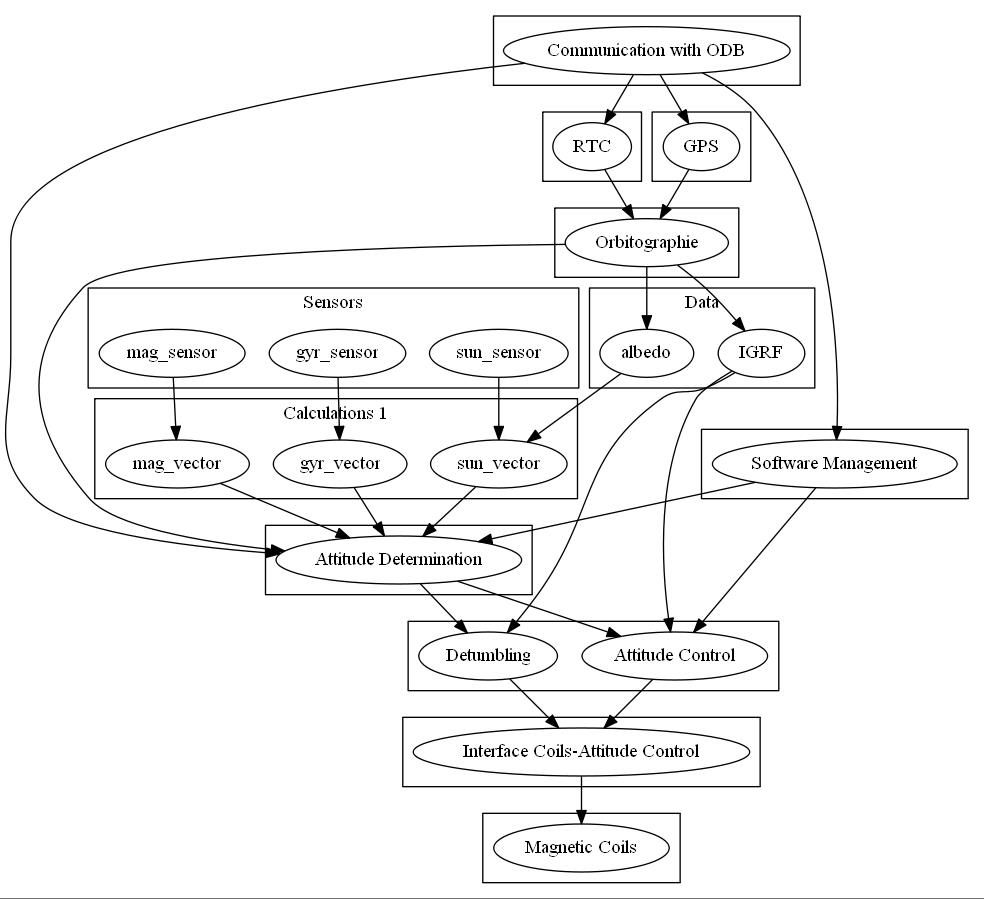 Communication with ODB
RTC
GPS
Orbitographie
Sensors
Data
mag_sensor
gyr_sensor
sun_sensor
albedo
IGRF
Calculations 1
mag_vector
gyr_vector
sun_vector
Software Management
Attitude Determination
Detumbling
Attitude Control
Interface Coils-Attitude Control
Magnetic Coils